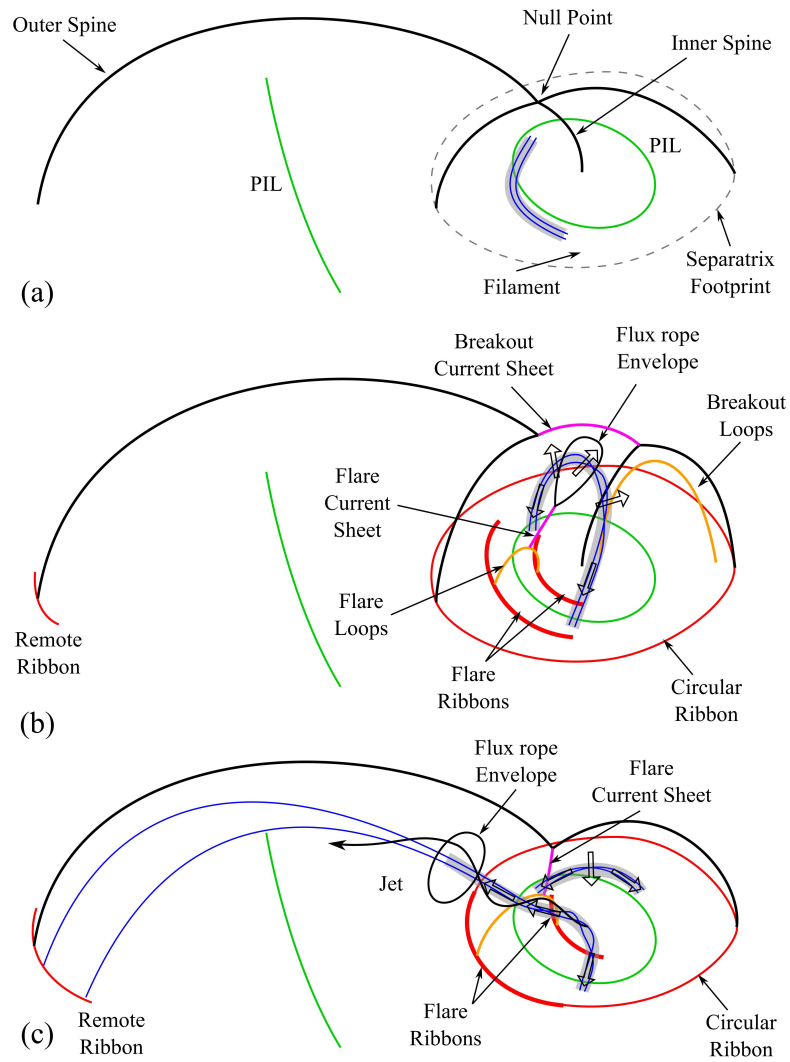 Outer Spine
Null Point
Inner Spine
PIL
PIL
Filament
Separatrix
Footprint
(a)
Breakout
Current Sheet
Flux rope
Envelope
Breakout
Loops
Flare
Current
Sheet
Flare
Loops
Remote
Ribbon
Flare
Ribbons
Circular
Ribbon
(b)
Flux rope
Envelope
Flare
Current Sheet
Jet
Flare
Ribbons
Remote
Ribbon
Circular
Ribbon
(c)